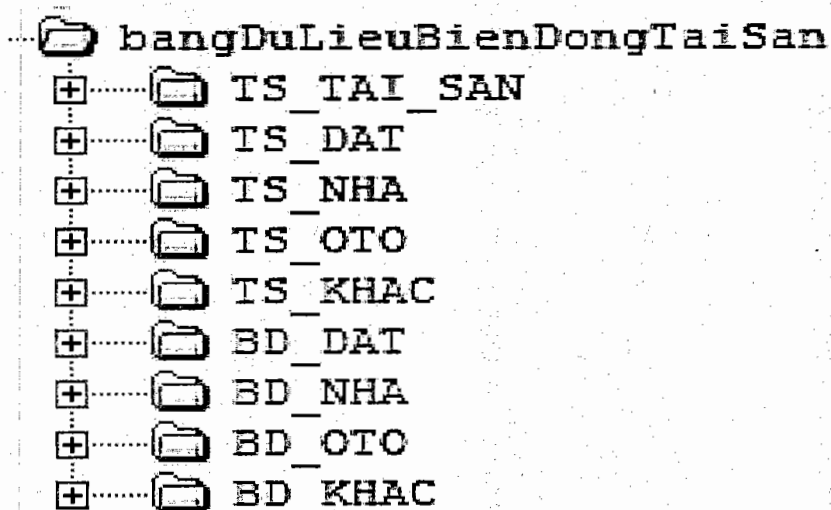 bangDuLieuBienDongTaiSan
TS_TAI_SAN
TS_DAT
TS_NHA
TS_OTO
TS_KHAC
BD_DAT
BD_NHA
BD_OTO
BD_KHAC